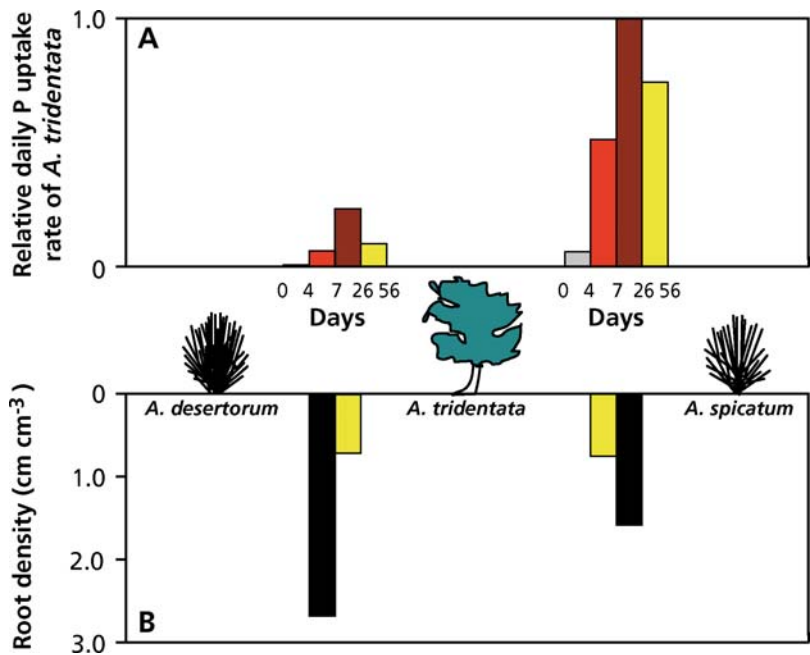 1.0
A
Relative daily P uptake
rate of A. tridentata
0
0 4 7 26 56
0 4 7 26 56
Days
Days
0
A. desertorum
A. tridentata
A. spicatum
Root density (cm cm⁻³)
1.0
2.0
B
3.0